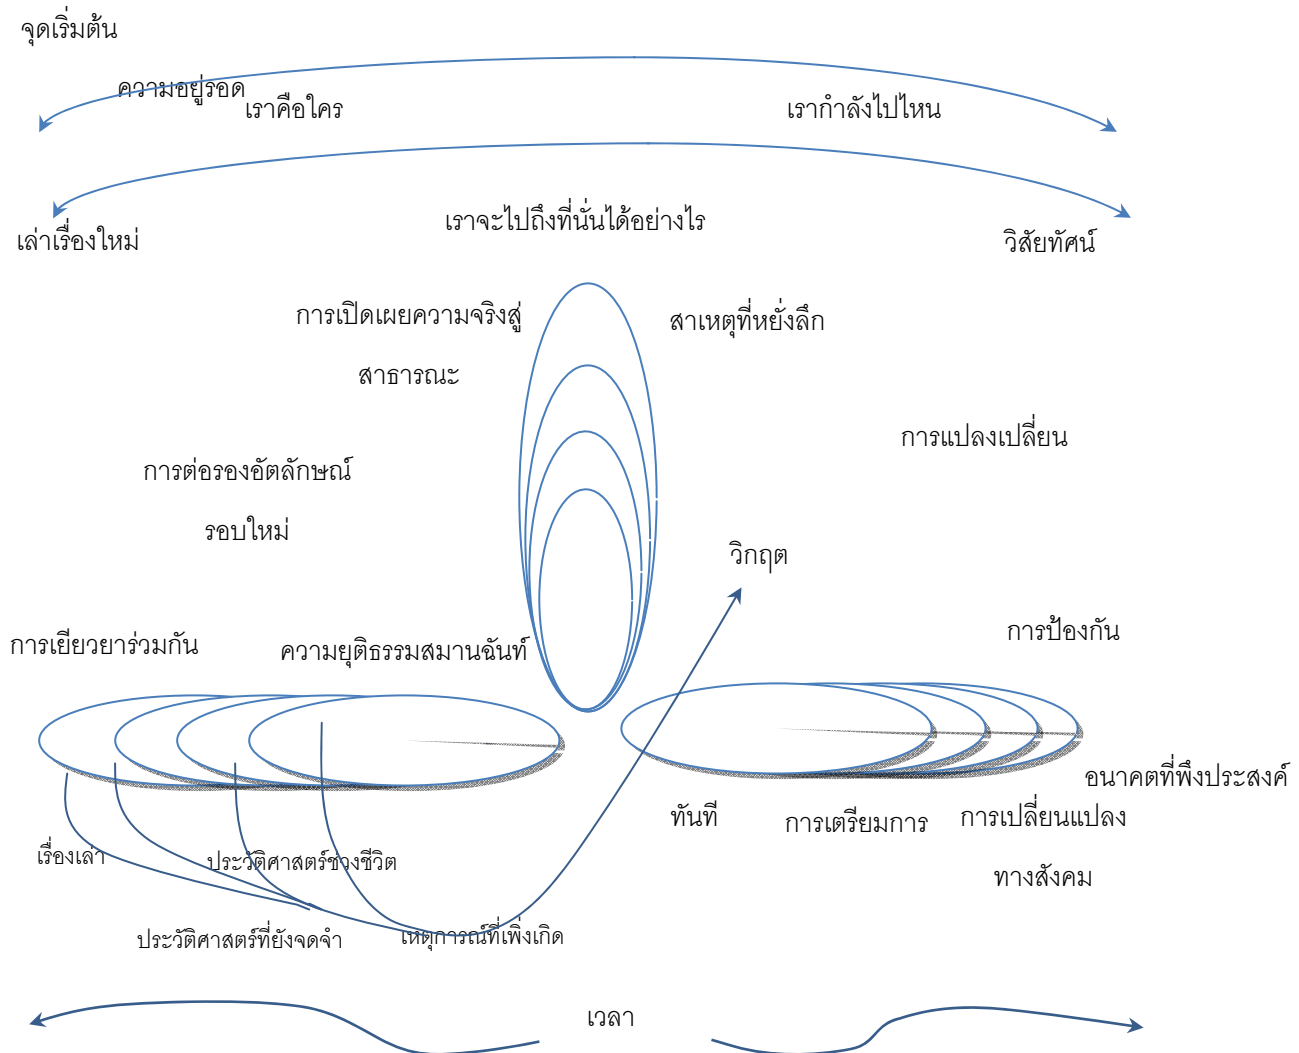 จุดเริ่มต้น
ความอยู่รอด
เราคือใคร
เรากำลังไปไหน
เราจะไปถึงที่นั่นได้อย่างไร
เล่าเรื่องใหม่
วิสัยทัศน์
การเปิดเผยความจริงสู่
สาธารณะ
สาเหตุที่หยั่งลึก
การแปลงเปลี่ยน
การต่อรองอัตลักษณ์
รอบใหม่
วิกฤต
การป้องกัน
การเยียวยาร่วมกัน
ความยุติธรรมสมานฉันท์
อนาคตที่พึงประสงค์
ทันที
การเตรียมการ
การเปลี่ยนแปลง
ทางสังคม
เรื่องเล่า
ประวัติศาสตร์ช่วงชีวิต
ประวัติศาสตร์ที่ยังจดจำ
เหตุการณ์ที่เพิ่งเกิด
เวลา